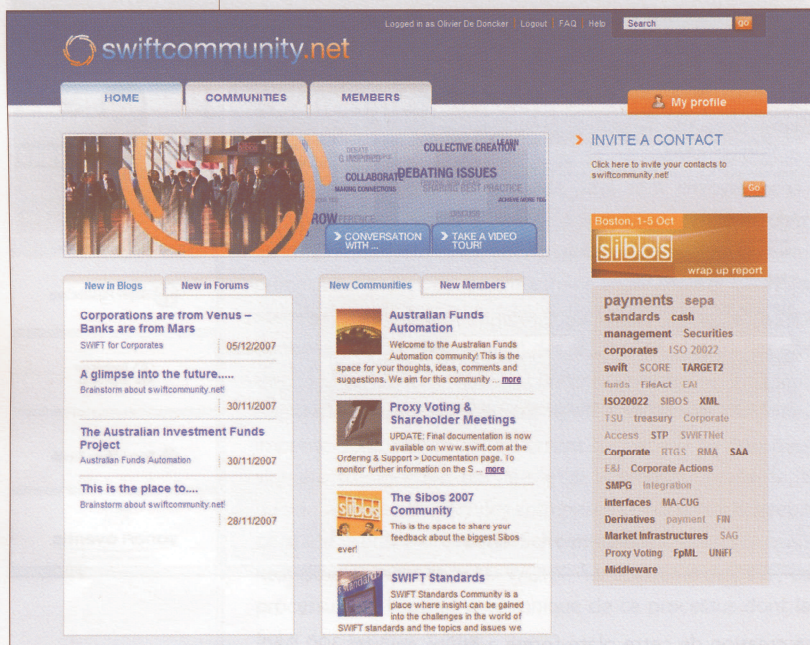 Logged in as Olivier De Doncker | Logout | FAQ | Help
Search
go
swiftcommunity.net
HOME
COMMUNITIES
MEMBERS
My profile
COLLECTIVE CREATION
LEARN
COLLABORATE
DEBATING ISSUES
MAKING CONNECTIONS
SHARING BEST PRACTICE
ACHIEVE MORE TOG
CONVERSATION
WITH ...
TAKE A VIDEO
TOUR!
INVITE A CONTACT
Click here to invite your contacts to
swiftcommunity.net!
Go
Boston, 1-5 Oct
sibos
wrap up report
New in Blogs
New in Forums
Corporations are from Venus –
Banks are from Mars
SWIFT for Corporates
05/12/2007
A glimpse into the future.....
Brainstorm about swiftcommunity.net!
30/11/2007
The Australian Investment Funds
Project
Australian Funds Automation
30/11/2007
This is the place to....
Brainstorm about swiftcommunity.net!
28/11/2007
New Communities
New Members
Australian Funds
Automation
Welcome to the Australian Funds
Automation community! This is the
space for your thoughts, ideas, comments and
suggestions. We aim for this community ... more
Proxy Voting &
Shareholder Meetings
UPDATE: Final documentation is now
available on www.swift.com at the
Ordering & Support > Documentation page. To
monitor further information on the S ... more
sibos
The Sibos 2007
Community
This is the space to share your
feedback about the biggest Sibos
ever!
SWIFT Standards
SWIFT Standards Community is a
place where insight can be gained
into the challenges in the world of
SWIFT standards and the topics and issues we
payments sepa
standards cash
management Securities
corporates ISO 20022
swift SCORE TARGET2
funds FileAct EAI
ISO20022 SIBOS XML
TSU treasury Corporate
Access STP SWIFTNet
Corporate RTGS RMA SAA
E&I Corporate Actions
SMPG Integration
interfaces MA-CUG
Derivatives payment FIN
Market Infrastructures SAG
Proxy Voting FpML UNIFI
Middleware